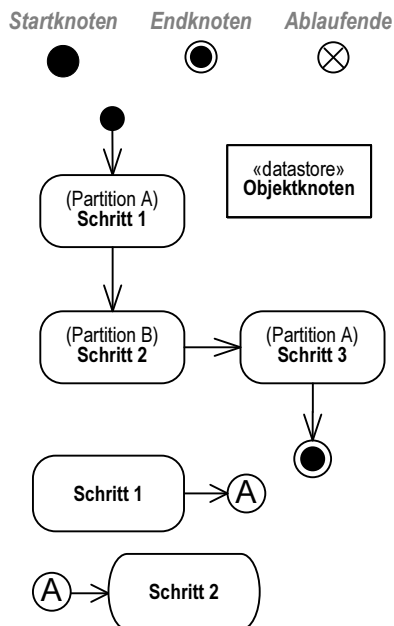 Startknoten Endknoten Ablaufende
(Partition A)
Schritt 1
«datastore»
Objektknoten
(Partition B)
Schritt 2
(Partition A)
Schritt 3
Schritt 1
A
A
Schritt 2